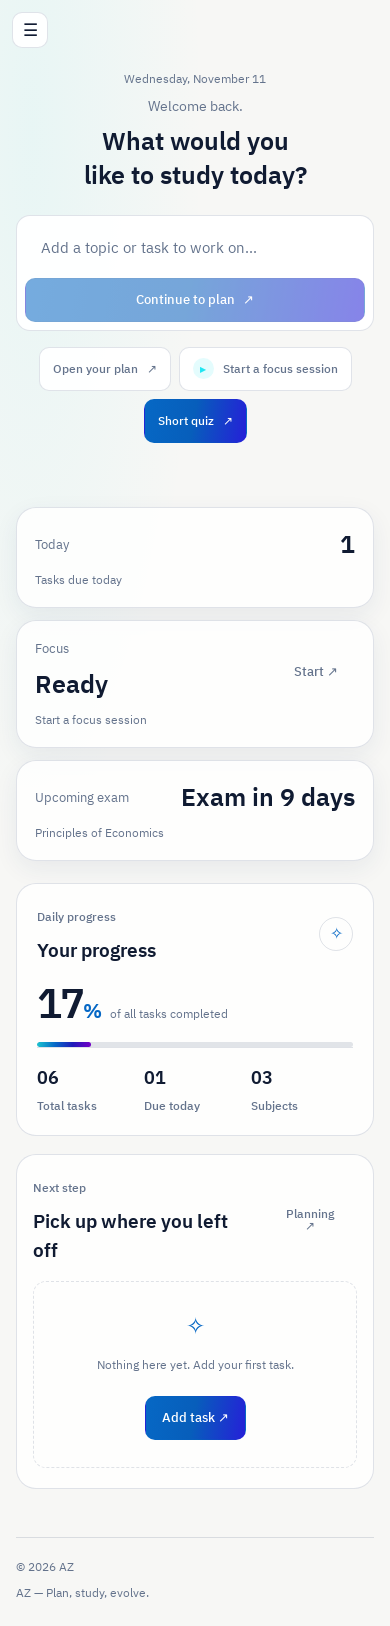 Wednesday, November 11
Welcome back.
What would you
like to study today?
Add a topic or task to work on...
Continue to plan ↗
Open your plan ↗
Start a focus session
Short quiz ↗
Today
1
Tasks due today
Focus
Ready
Start ↗
Start a focus session
Upcoming exam
Exam in 9 days
Principles of Economics
Daily progress
Your progress
17% of all tasks completed
06
01
03
Total tasks
Due today
Subjects
Next step
Pick up where you left
off
Planning
↗
Nothing here yet. Add your first task.
Add task ↗
© 2026 AZ
AZ — Plan, study, evolve.